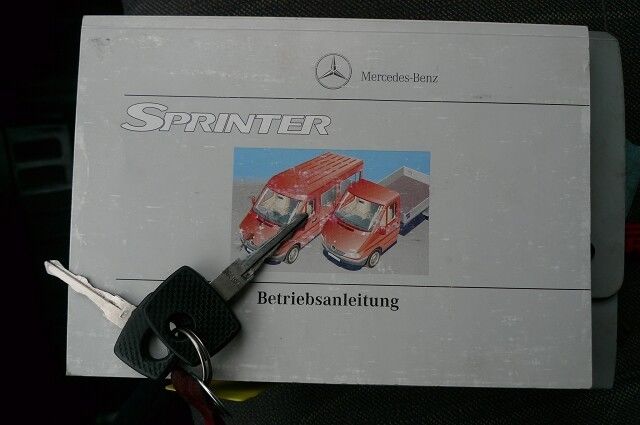 Mercedes-Benz
SPRINTER
Betriebsanleitung